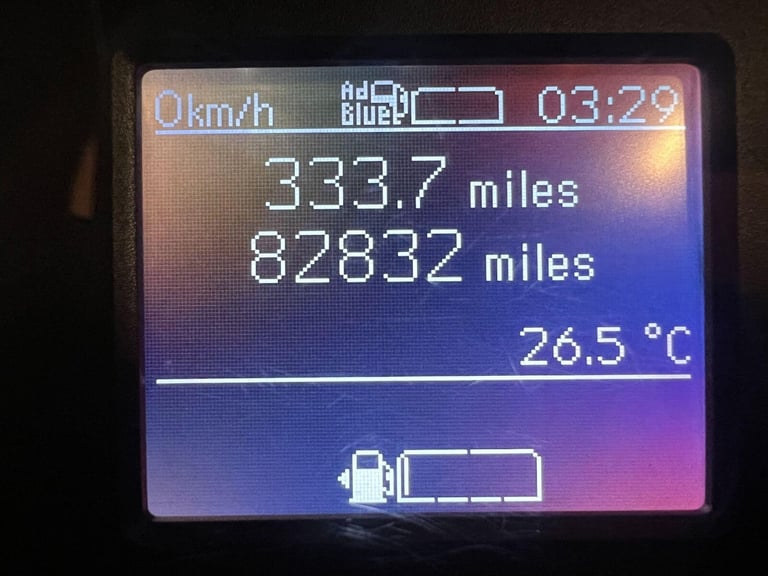 0km/h Ad Blue 03:29
333.7 miles
82832 miles
26.5 °C